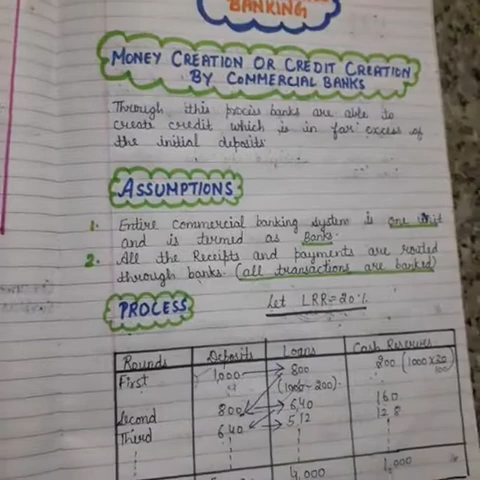 BANKING
MONEY CREATION OR CREDIT CREATION
BY COMMERCIAL BANKS
Through this process banks are able to
create credit which is in far excess of
the initial deposits
ASSUMPTIONS
1. Entire commercial banking system is one unit
and is termed as Banks.
2. All the Receipts and payments are routed
through banks. (all transactions are banked)
PROCESS
Let LRR=20%
Rounds Deposits Loans Cash Reserves
First 1,000 800 200 (1000×20/100)
(1000-200)
Second 800 640 160
Third 640 512 128
4,000 1,000